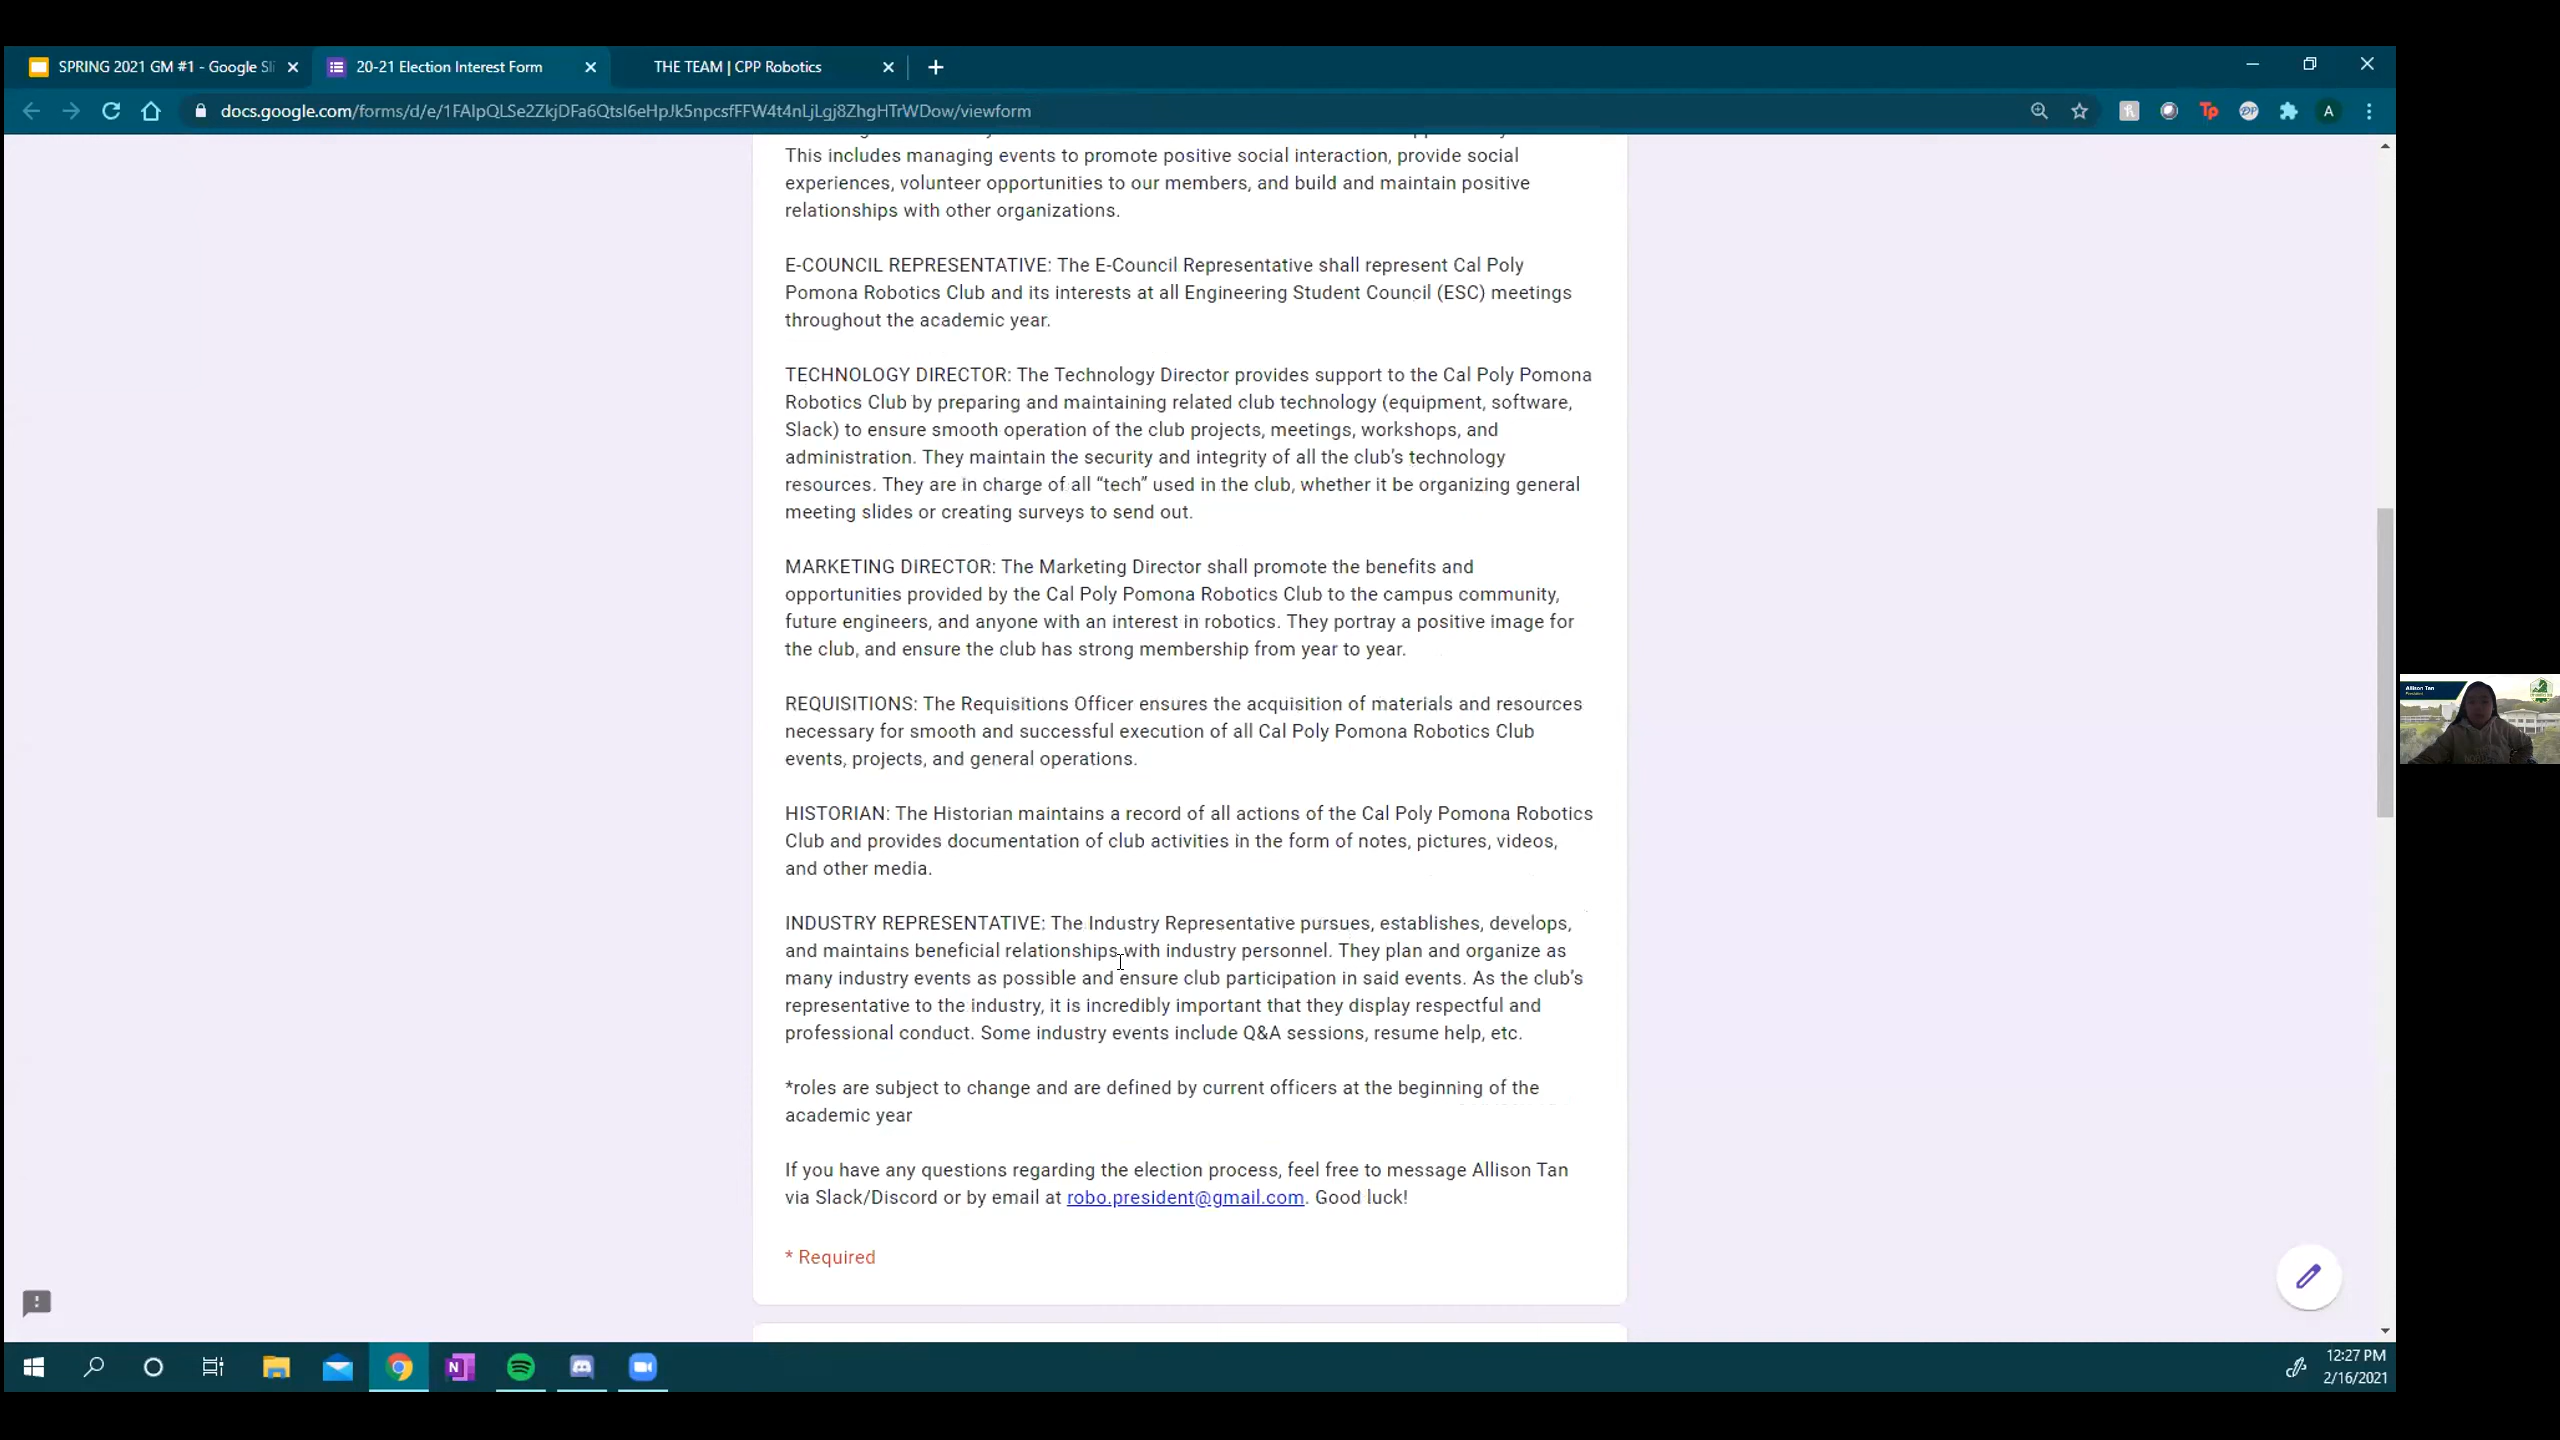 SPRING 2021 GM #1 - Google Sli
20-21 Election Interest Form
THE TEAM | CPP Robotics
docs.google.com/forms/d/e/1FAIpQLSe2ZkjDFa6QtsI6eHpJk5npcsfFFW4t4nLjLgj8ZhgHTrWDow/viewform
Tp
DP
A
This includes managing events to promote positive social interaction, provide social
experiences, volunteer opportunities to our members, and build and maintain positive
relationships with other organizations.
E-COUNCIL REPRESENTATIVE: The E-Council Representative shall represent Cal Poly
Pomona Robotics Club and its interests at all Engineering Student Council (ESC) meetings
throughout the academic year.
TECHNOLOGY DIRECTOR: The Technology Director provides support to the Cal Poly Pomona
Robotics Club by preparing and maintaining related club technology (equipment, software,
Slack) to ensure smooth operation of the club projects, meetings, workshops, and
administration. They maintain the security and integrity of all the club’s technology
resources. They are in charge of all “tech” used in the club, whether it be organizing general
meeting slides or creating surveys to send out.
MARKETING DIRECTOR: The Marketing Director shall promote the benefits and
opportunities provided by the Cal Poly Pomona Robotics Club to the campus community,
future engineers, and anyone with an interest in robotics. They portray a positive image for
the club, and ensure the club has strong membership from year to year.
REQUISITIONS: The Requisitions Officer ensures the acquisition of materials and resources
necessary for smooth and successful execution of all Cal Poly Pomona Robotics Club
events, projects, and general operations.
HISTORIAN: The Historian maintains a record of all actions of the Cal Poly Pomona Robotics
Club and provides documentation of club activities in the form of notes, pictures, videos,
and other media.
INDUSTRY REPRESENTATIVE: The Industry Representative pursues, establishes, develops,
and maintains beneficial relationships with industry personnel. They plan and organize as
many industry events as possible and ensure club participation in said events. As the club’s
representative to the industry, it is incredibly important that they display respectful and
professional conduct. Some industry events include Q&A sessions, resume help, etc.
*roles are subject to change and are defined by current officers at the beginning of the
academic year
If you have any questions regarding the election process, feel free to message Allison Tan
via Slack/Discord or by email at robo.president@gmail.com. Good luck!
* Required
Allison Tan
President
N
12:27 PM
2/16/2021